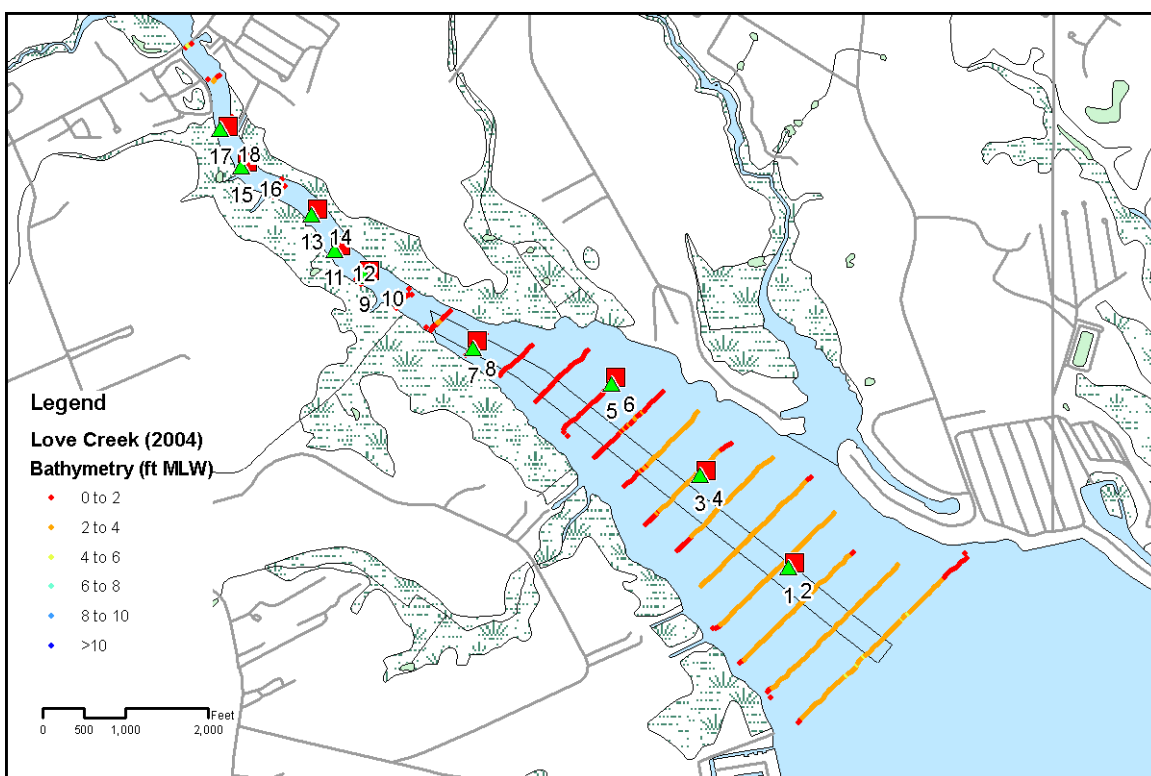 17 18
15 16
13 14
11 12
9 10
7 8
5 6
3 4
1 2
Legend
Love Creek (2004)
Bathymetry (ft MLW)
0 to 2
2 to 4
4 to 6
6 to 8
8 to 10
>10
0 500 1,000 2,000 Feet